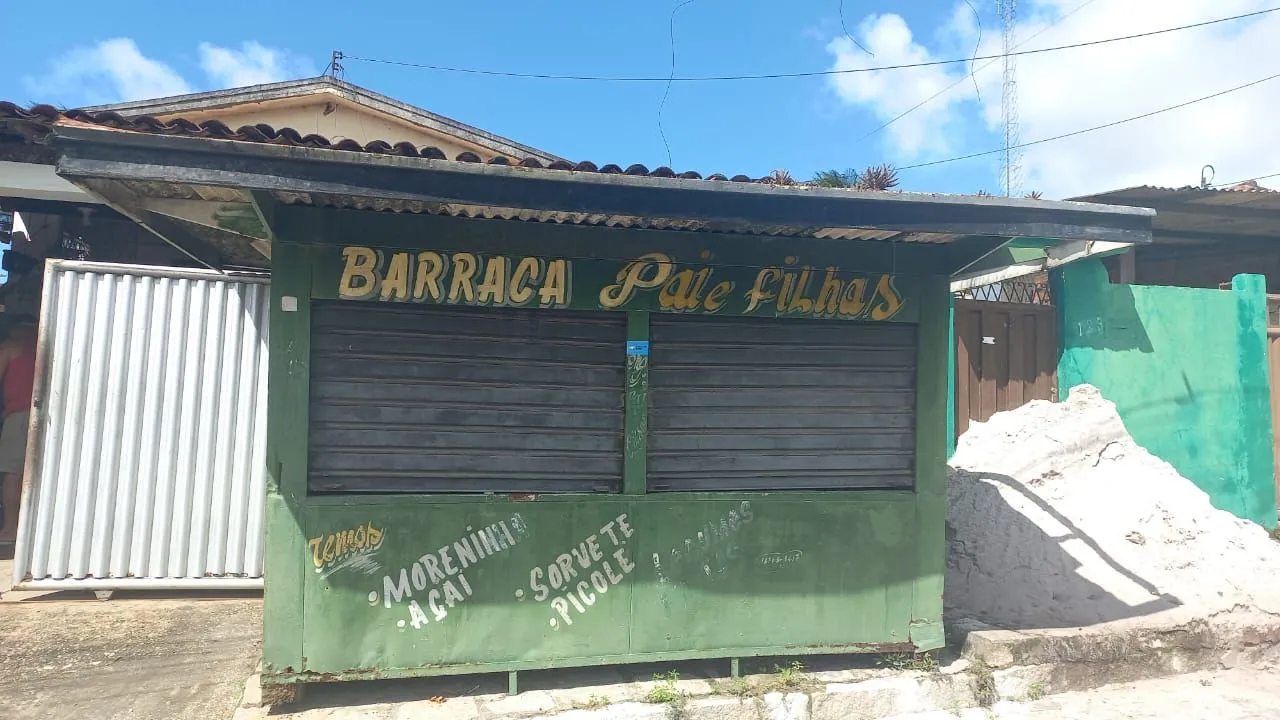 BARRACA Pai e filhas
Temos
•MORENINHA
•AÇAI
•SORVETE
•PICOLE